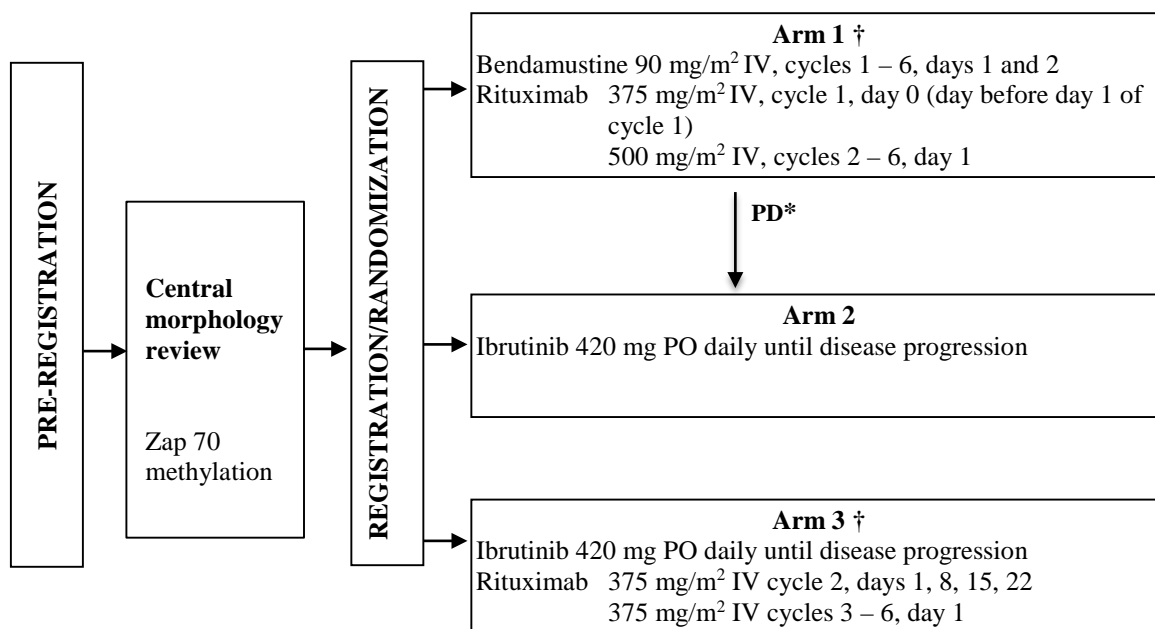 PRE-REGISTRATION
Central
morphology
review
Zap 70
methylation
REGISTRATION/RANDOMIZATION
Arm 1 †
Bendamustine 90 mg/m² IV, cycles 1 – 6, days 1 and 2
Rituximab 375 mg/m² IV, cycle 1, day 0 (day before day 1 of
cycle 1)
500 mg/m² IV, cycles 2 – 6, day 1
PD*
Arm 2
Ibrutinib 420 mg PO daily until disease progression
Arm 3 †
Ibrutinib 420 mg PO daily until disease progression
Rituximab 375 mg/m² IV cycle 2, days 1, 8, 15, 22
375 mg/m² IV cycles 3 – 6, day 1